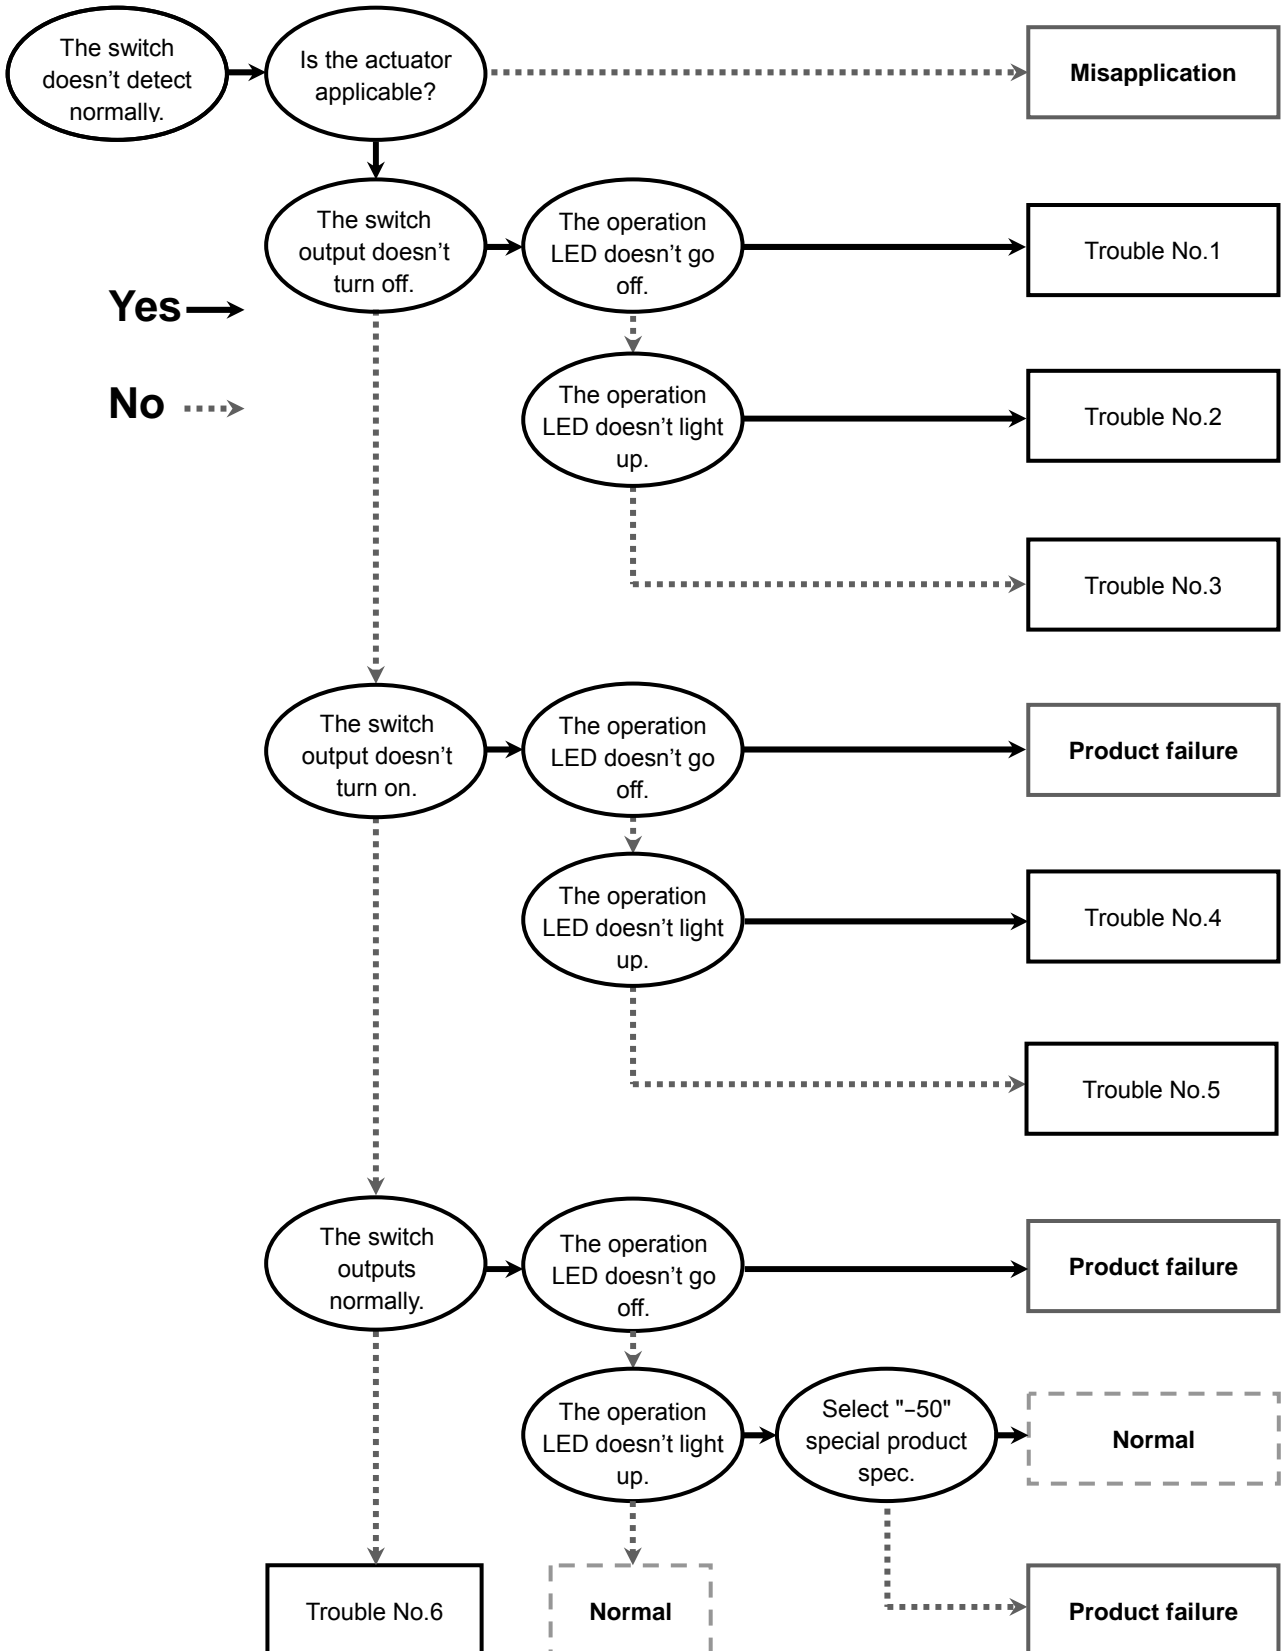 The switch
doesn't detect
normally.
Is the actuator
applicable?
Misapplication
The switch
output doesn't
turn off.
The operation
LED doesn't go
off.
Trouble No.1
Yes
No
The operation
LED doesn't light
up.
Trouble No.2
Trouble No.3
The switch
output doesn't
turn on.
The operation
LED doesn't go
off.
Product failure
The operation
LED doesn't light
up.
Trouble No.4
Trouble No.5
The switch
outputs
normally.
The operation
LED doesn't go
off.
Product failure
The operation
LED doesn't light
up.
Select "-50"
special product
spec.
Normal
Trouble No.6
Normal
Product failure